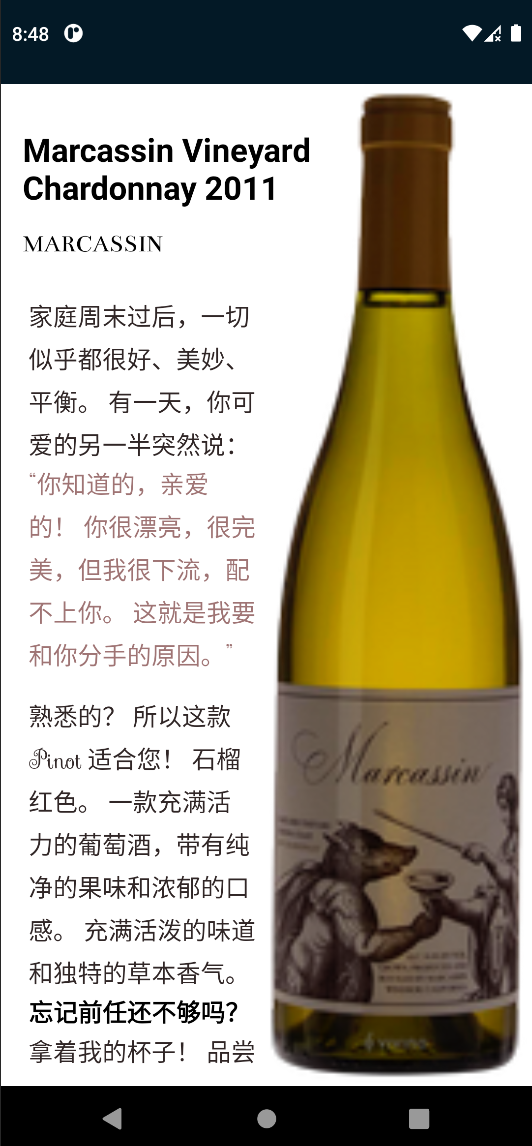 8:48
Marcassin Vineyard
Chardonnay 2011
MARCASSIN
家庭周末过后，一切
似乎都很好、美妙、
平衡。 有一天，你可
爱的另一半突然说：
“你知道的，亲爱
的！ 你很漂亮，很完
美，但我很下流，配
不上你。 这就是我要
和你分手的原因。”
熟悉的？ 所以这款
Pinot 适合您！ 石榴
红色。 一款充满活
力的葡萄酒，带有纯
净的果味和浓郁的口
感。 充满活泼的味道
和独特的草本香气。
忘记前任还不够吗？
拿着我的杯子！ 品尝
Marcassin